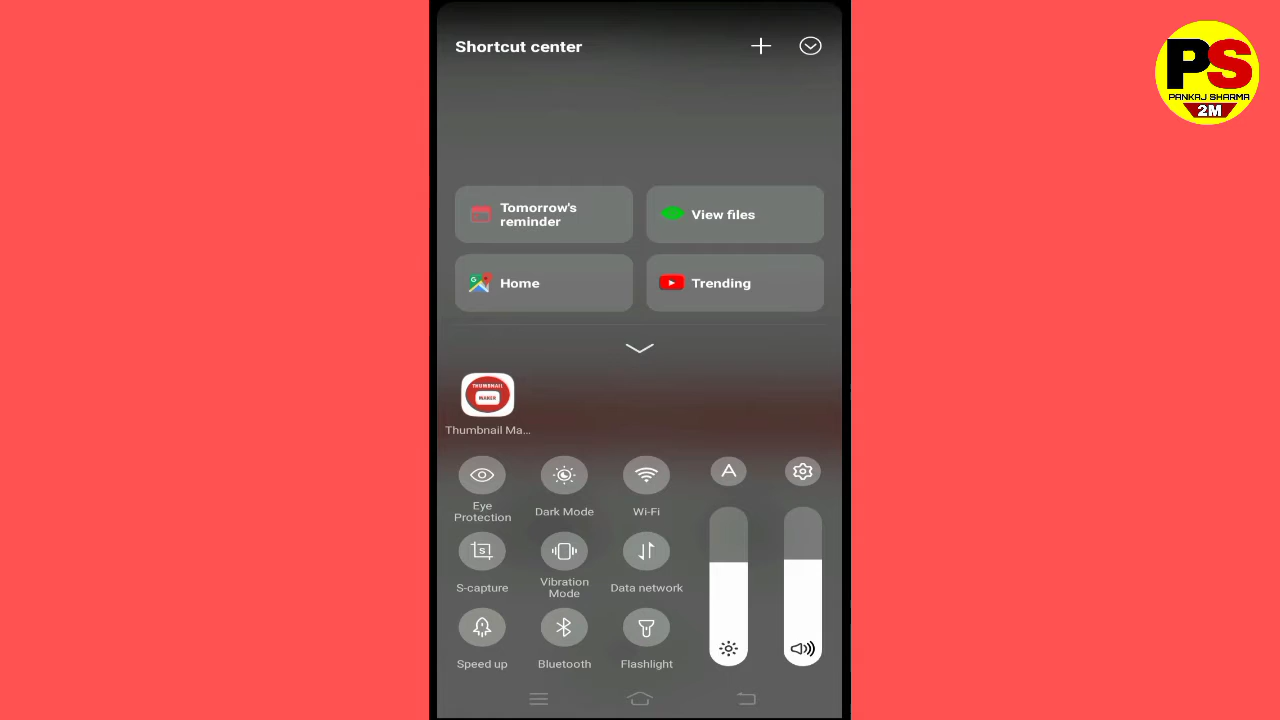 Shortcut center
PS
PANKAJ SHARMA
2M
Tomorrow's
reminder
View files
Home
Trending
THUMBNAIL
MAKER
Thumbnail Ma...
A
Eye
Protection
Dark Mode
Wi-Fi
S
S-capture
Vibration
Mode
Data network
Speed up
Bluetooth
Flashlight